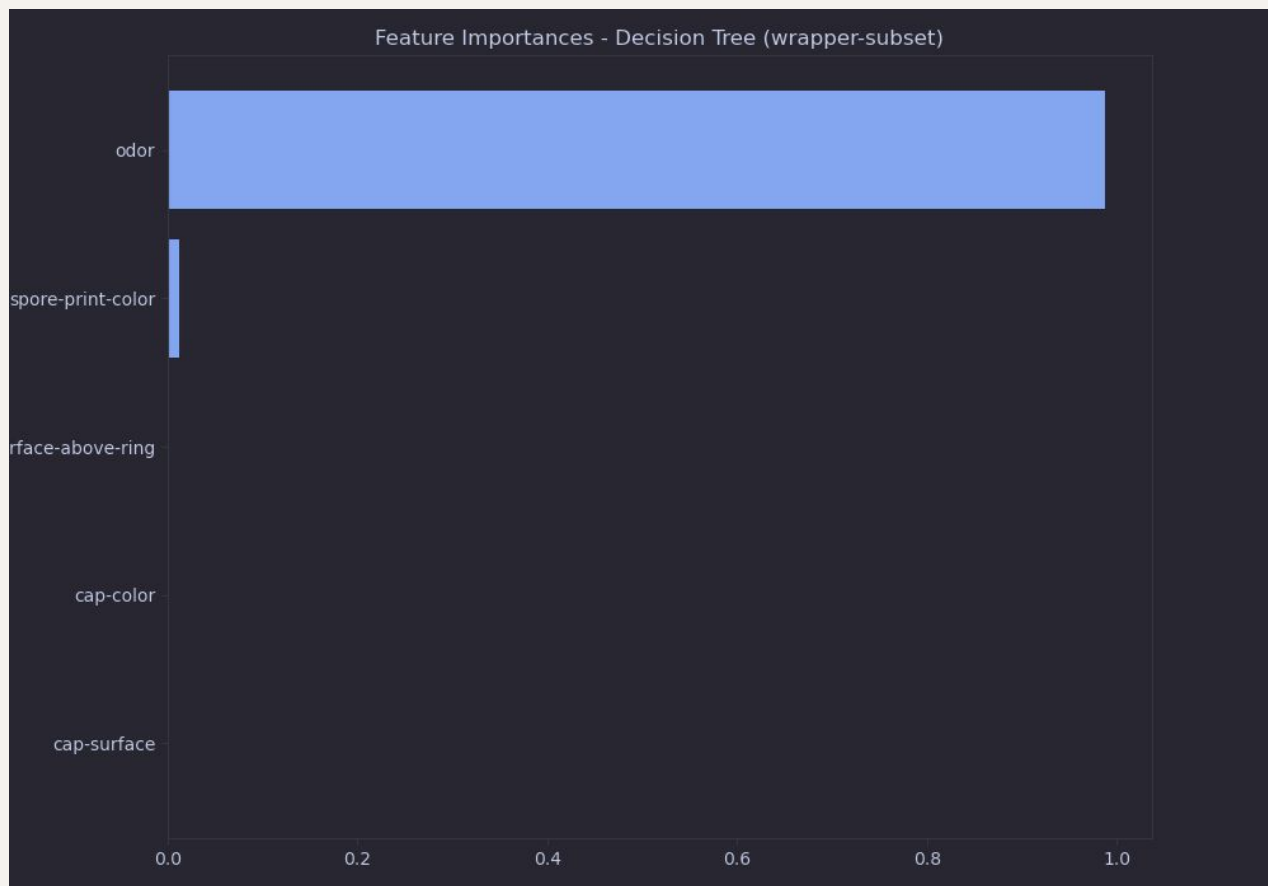 Feature Importances - Decision Tree (wrapper-subset)
odor
spore-print-color
rface-above-ring
cap-color
cap-surface
0.0 0.2 0.4 0.6 0.8 1.0